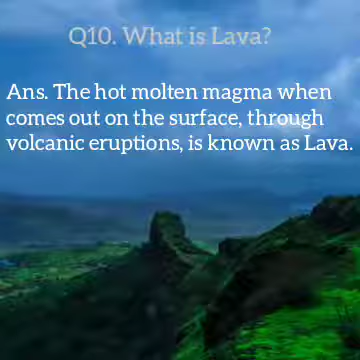 Q10. What is Lava?
Ans. The hot molten magma when
comes out on the surface, through
volcanic eruptions, is known as Lava.